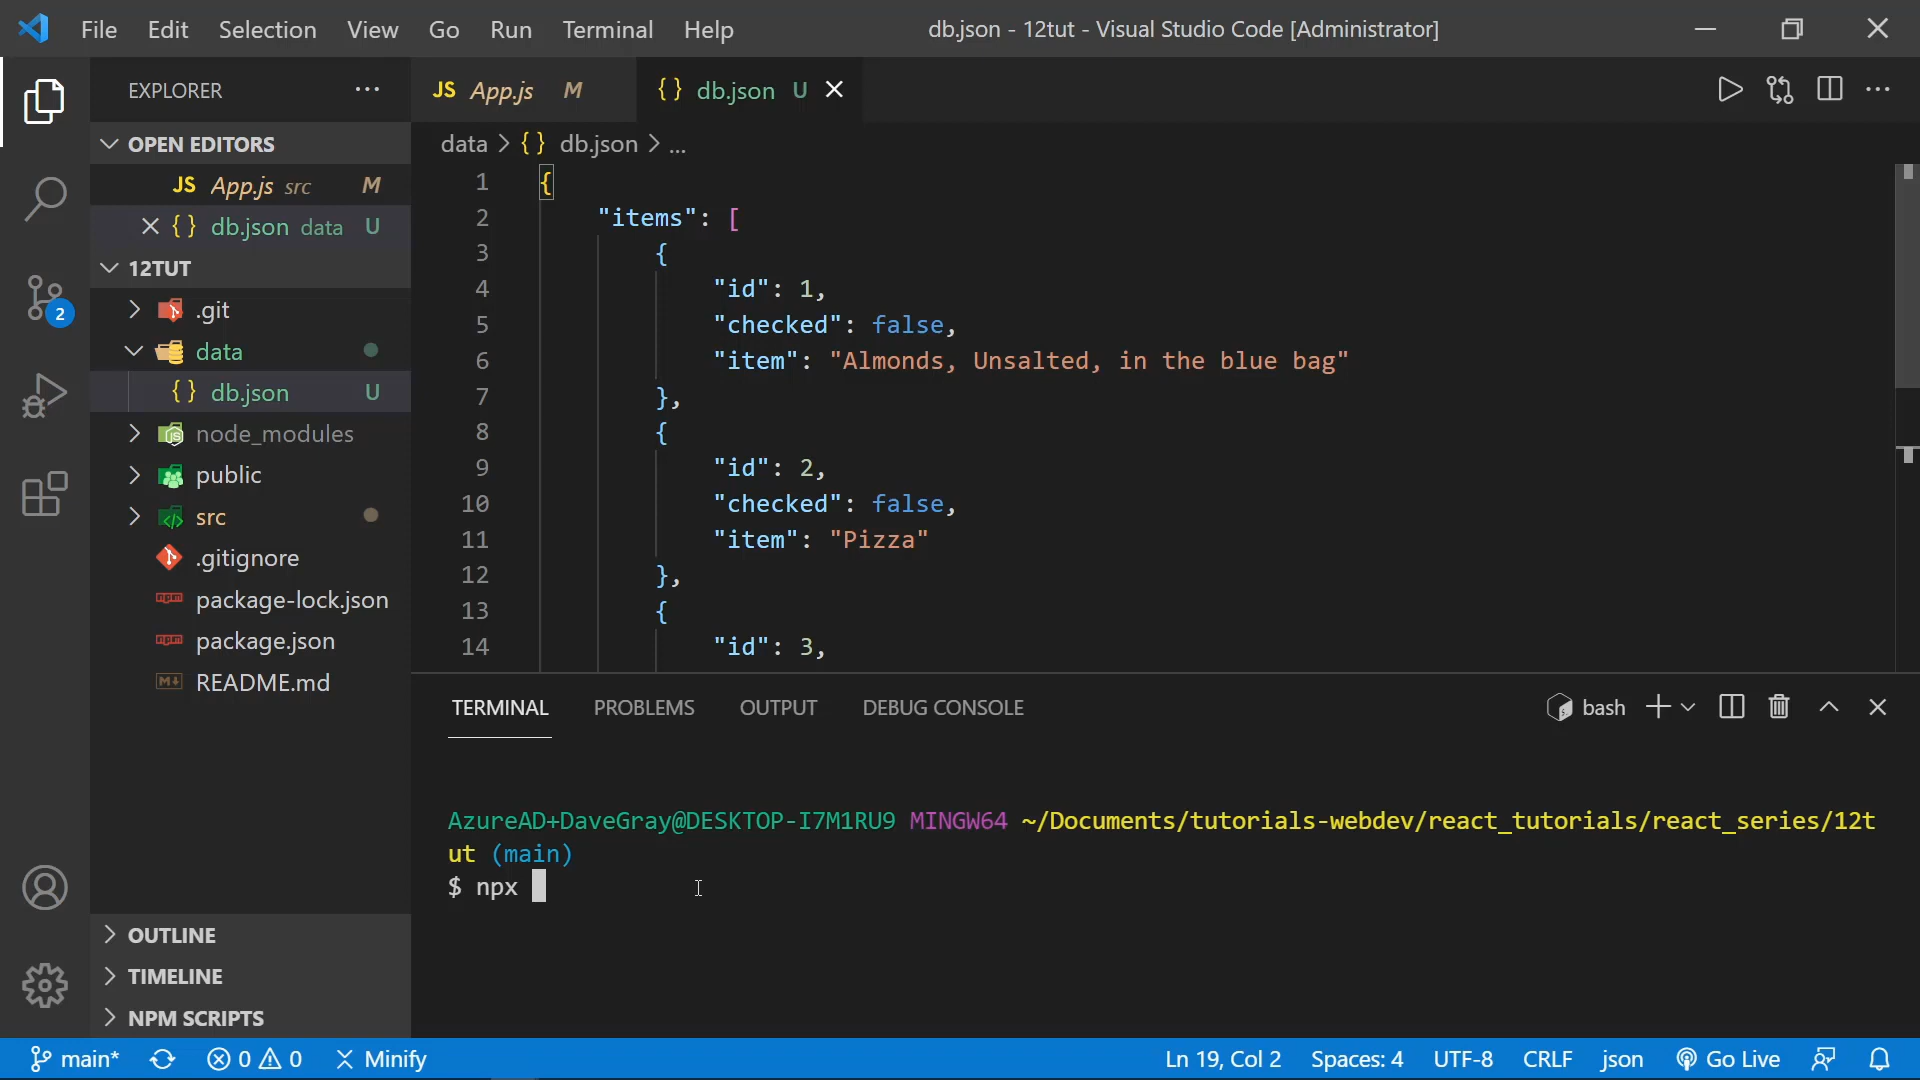 File Edit Selection View Go Run Terminal Help
db.json - 12tut - Visual Studio Code [Administrator]
EXPLORER
OPEN EDITORS
JS App.js src M
{} db.json data U
12TUT
.git
data
{} db.json U
node_modules
public
src
.gitignore
package-lock.json
package.json
README.md
OUTLINE
TIMELINE
NPM SCRIPTS
2
JS App.js M
{} db.json U
data > {} db.json > ...
1 {
2 "items": [
3 {
4 "id": 1,
5 "checked": false,
6 "item": "Almonds, Unsalted, in the blue bag"
7 },
8 {
9 "id": 2,
10 "checked": false,
11 "item": "Pizza"
12 },
13 {
14 "id": 3,
TERMINAL PROBLEMS OUTPUT DEBUG CONSOLE
bash
AzureAD+DaveGray@DESKTOP-I7M1RU9 MINGW64 ~/Documents/tutorials-webdev/react_tutorials/react_series/12t
ut (main)
$ npx
main* 0 0 Minify
Ln 19, Col 2 Spaces: 4 UTF-8 CRLF json Go Live